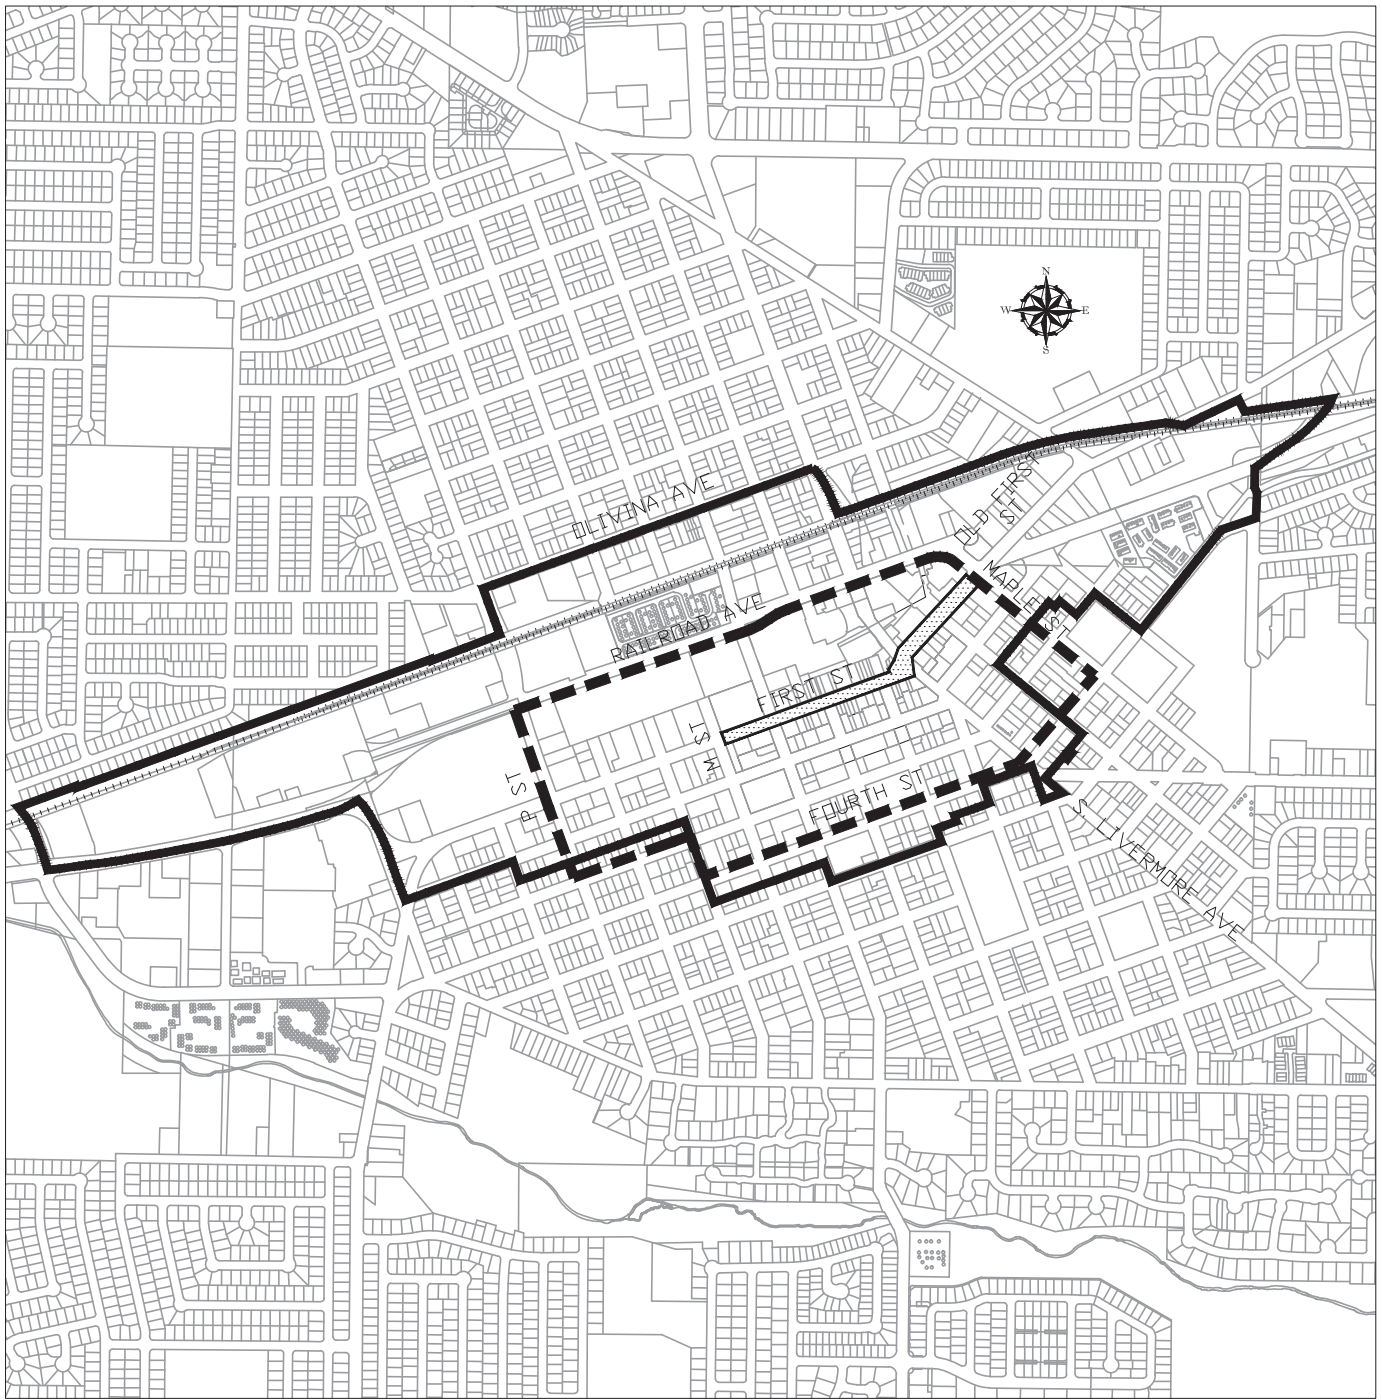 N
W E
S
OLIVINA AVE
OLD FIRST
ST
MAPLE ST
RAILROAD AVE
FIRST ST
M ST
P ST
FOURTH ST
S. LIVERMORE AVE